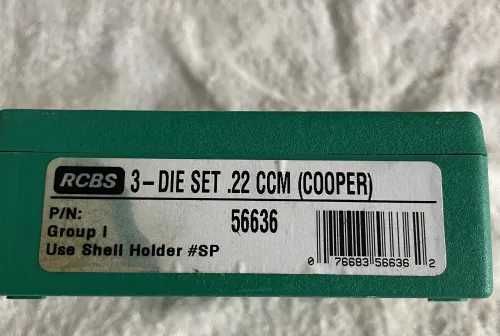 RCBS 3-DIE SET .22 CCM (COOPER)
P/N: 56636
Group I
Use Shell Holder #SP
0 76683 56636 2